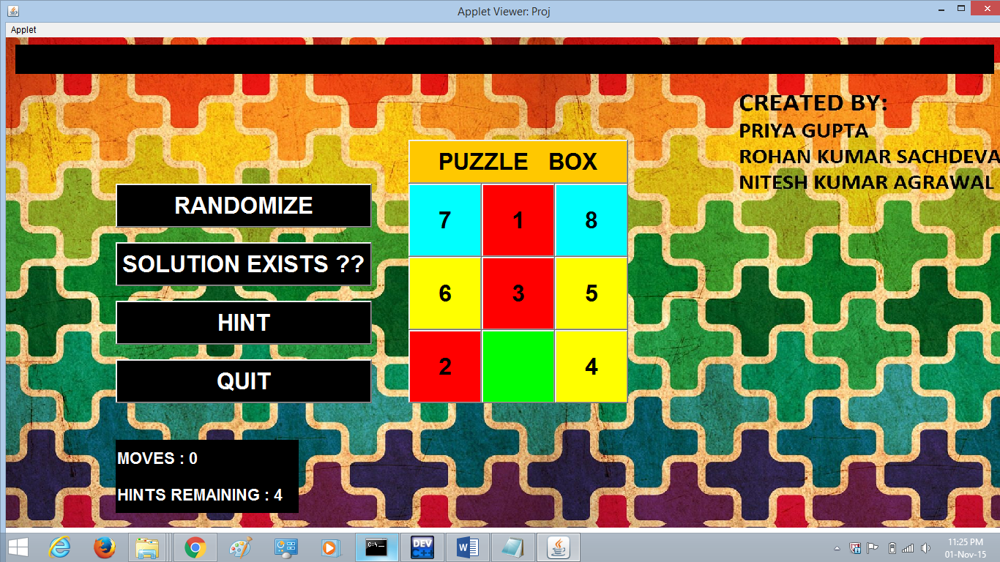 Applet Viewer: Proj
Applet
CREATED BY:
PRIYA GUPTA
ROHAN KUMAR SACHDEVA
NITESH KUMAR AGRAWAL
PUZZLE BOX
RANDOMIZE
SOLUTION EXISTS ??
HINT
QUIT
7 1 8
6 3 5
2 4
MOVES : 0
HINTS REMAINING : 4
C:\
DEV
C++
W
11:25 PM
01-Nov-15